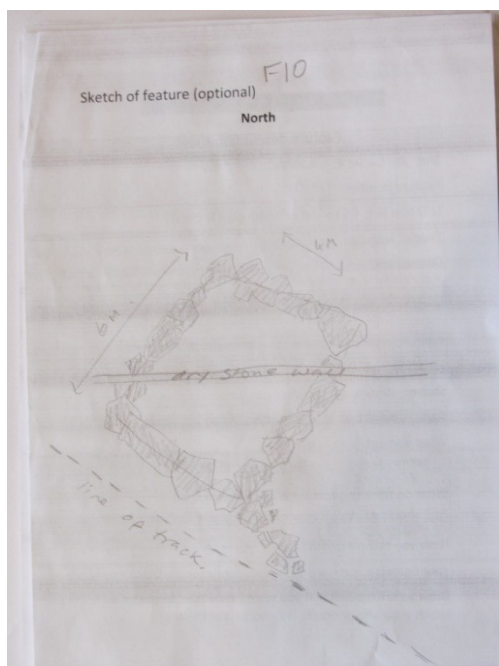 F10
Sketch of feature (optional)
North
4M
6M
dry stone wall
line of track.